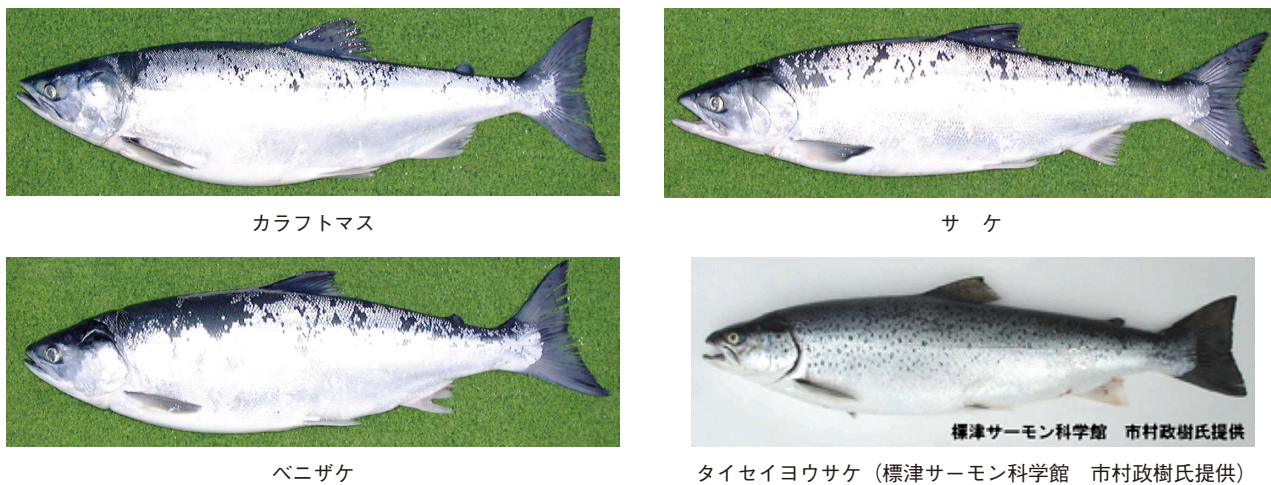 カラフトマス
サ　ケ
ベニザケ
標津サーモン科学館　市村政樹氏提供
タイセイヨウサケ（標津サーモン科学館　市村政樹氏提供）